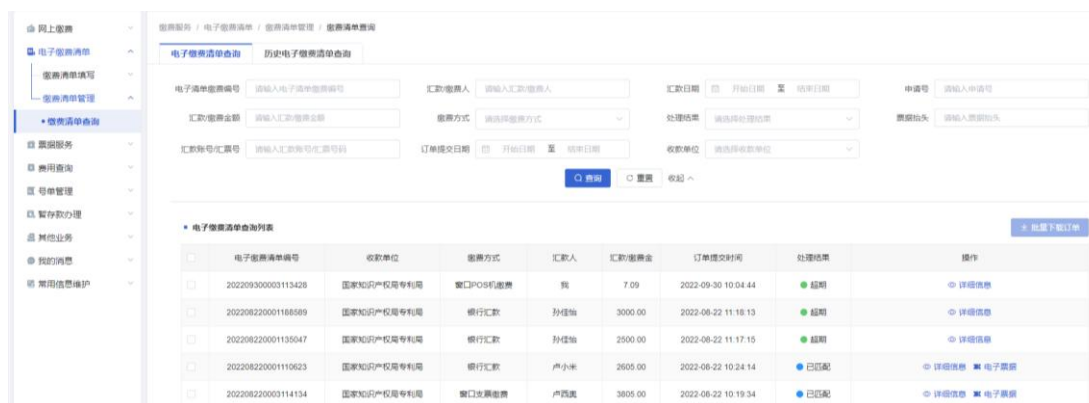 缴费服务 / 电子缴费清单 / 缴费清单管理 / 缴费清单查询
网上缴费
电子缴费清单
缴费清单填写
缴费清单管理
• 缴费清单查询
票据服务
费用查询
号单管理
暂存款办理
其他业务
我的消息
常用信息维护
电子缴费清单查询 历史电子缴费清单查询
电子清单缴费编号 请输入电子清单缴费编号 汇款/缴费人 请输入汇款/缴费人 汇款日期 开始日期 至 结束日期 申请号 请输入申请号
汇款/缴费金额 请输入汇款/缴费金额 缴费方式 请选择缴费方式 处理结果 请选择处理结果 票据抬头 请输入票据抬头
汇款账号/汇票号 请输入汇款账号/汇票号码 订单提交日期 开始日期 至 结束日期 收款单位 请选择收款单位
查询 重置 收起
电子缴费清单查询列表 批量下载订单
电子缴费清单编号 收款单位 缴费方式 汇款人 汇款/缴费金 订单提交时间 处理结果 操作
202209300003113428 国家知识产权局专利局 窗口POS机缴费 我 7.09 2022-09-30 10:04:44 超期 详细信息
202208220001188589 国家知识产权局专利局 银行汇款 孙佳怡 3000.00 2022-08-22 11:18:13 超期 详细信息
202208220001135047 国家知识产权局专利局 银行汇款 孙佳怡 2500.00 2022-08-22 11:17:15 超期 详细信息
202208220001110623 国家知识产权局专利局 银行汇款 卢小米 2605.00 2022-08-22 10:24:14 已匹配 详细信息 电子票据
202208220003114134 国家知识产权局专利局 窗口支票缴费 卢西奥 3805.00 2022-08-22 10:19:34 已匹配 详细信息 电子票据